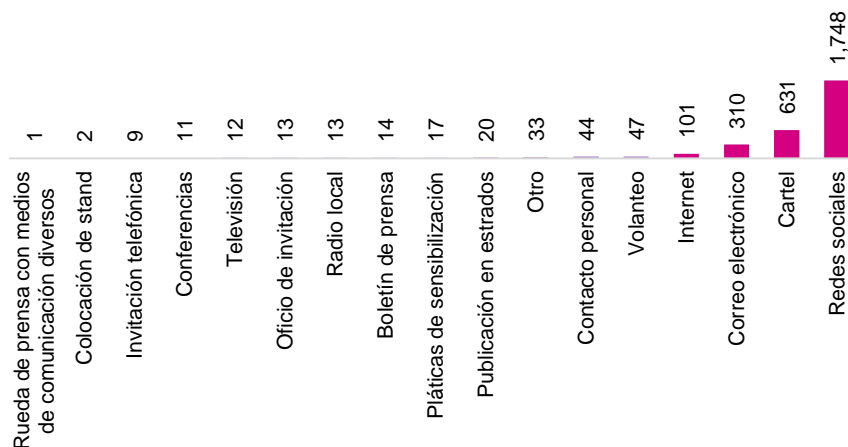 1
2
9
11
12
13
13
14
17
20
33
44
47
101
310
631
1,748
Rueda de prensa con medios
de comunicación diversos
Colocación de stand
Invitación telefónica
Conferencias
Televisión
Oficio de invitación
Radio local
Boletín de prensa
Pláticas de sensibilización
Publicación en estrados
Otro
Contacto personal
Volanteo
Internet
Correo electrónico
Cartel
Redes sociales